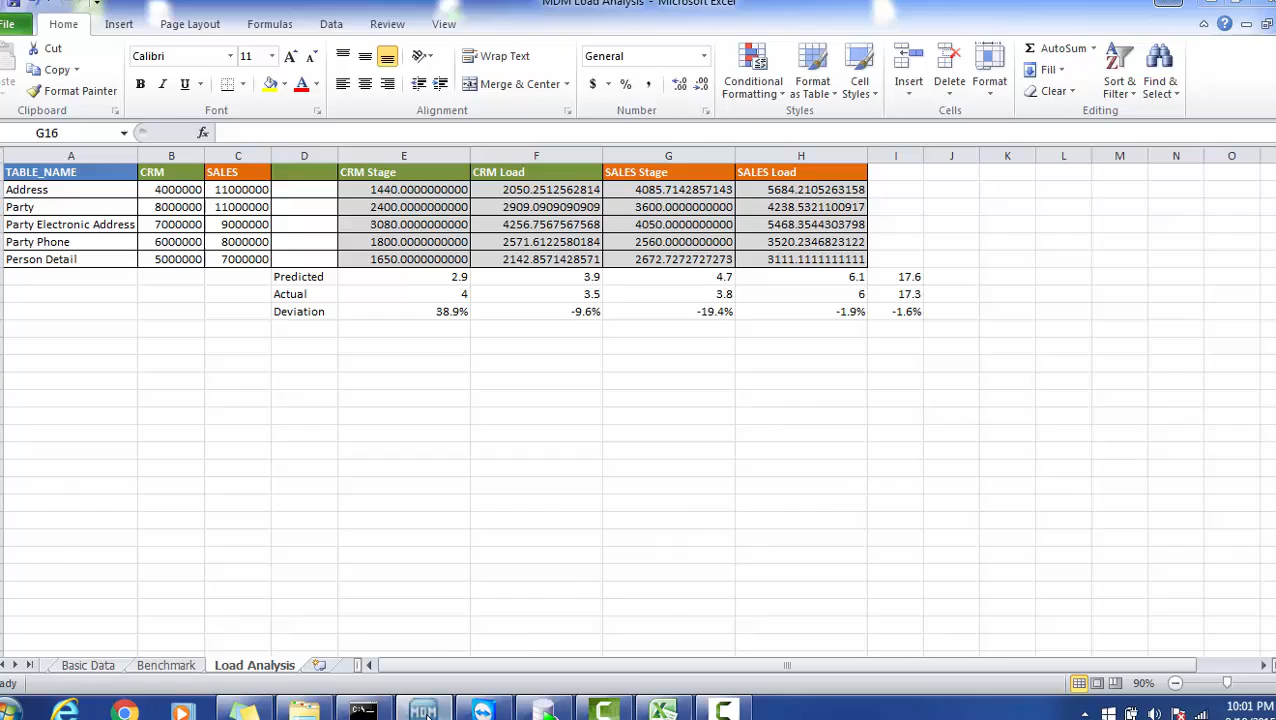 MDM Load Analysis - Microsoft Excel
File Home Insert Page Layout Formulas Data Review View
Cut
Copy
Format Painter
Clipboard
Calibri 11
B I U
Font
Wrap Text
Merge & Center
Alignment
General
$ % ,
Number
Conditional Formatting
Format as Table
Cell Styles
Styles
Insert Delete Format
Cells
AutoSum
Fill
Clear
Sort & Filter
Find & Select
Editing
G16 fx
A B C D E F G H I J K L M N O
TABLE_NAME CRM SALES CRM Stage CRM Load SALES Stage SALES Load
Address 4000000 11000000 1440.0000000000 2050.2512562814 4085.7142857143 5684.2105263158
Party 8000000 11000000 2400.0000000000 2909.0909090909 3600.0000000000 4238.5321100917
Party Electronic Address 7000000 9000000 3080.0000000000 4256.7567567568 4050.0000000000 5468.3544303798
Party Phone 6000000 8000000 1800.0000000000 2571.6122580184 2560.0000000000 3520.2346823122
Person Detail 5000000 7000000 1650.0000000000 2142.8571428571 2672.7272727273 3111.1111111111
Predicted 2.9 3.9 4.7 6.1 17.6
Actual 4 3.5 3.8 6 17.3
Deviation 38.9% -9.6% -19.4% -1.9% -1.6%
Basic Data Benchmark Load Analysis
ady 90%
C:\_
MDM
10:01 PM